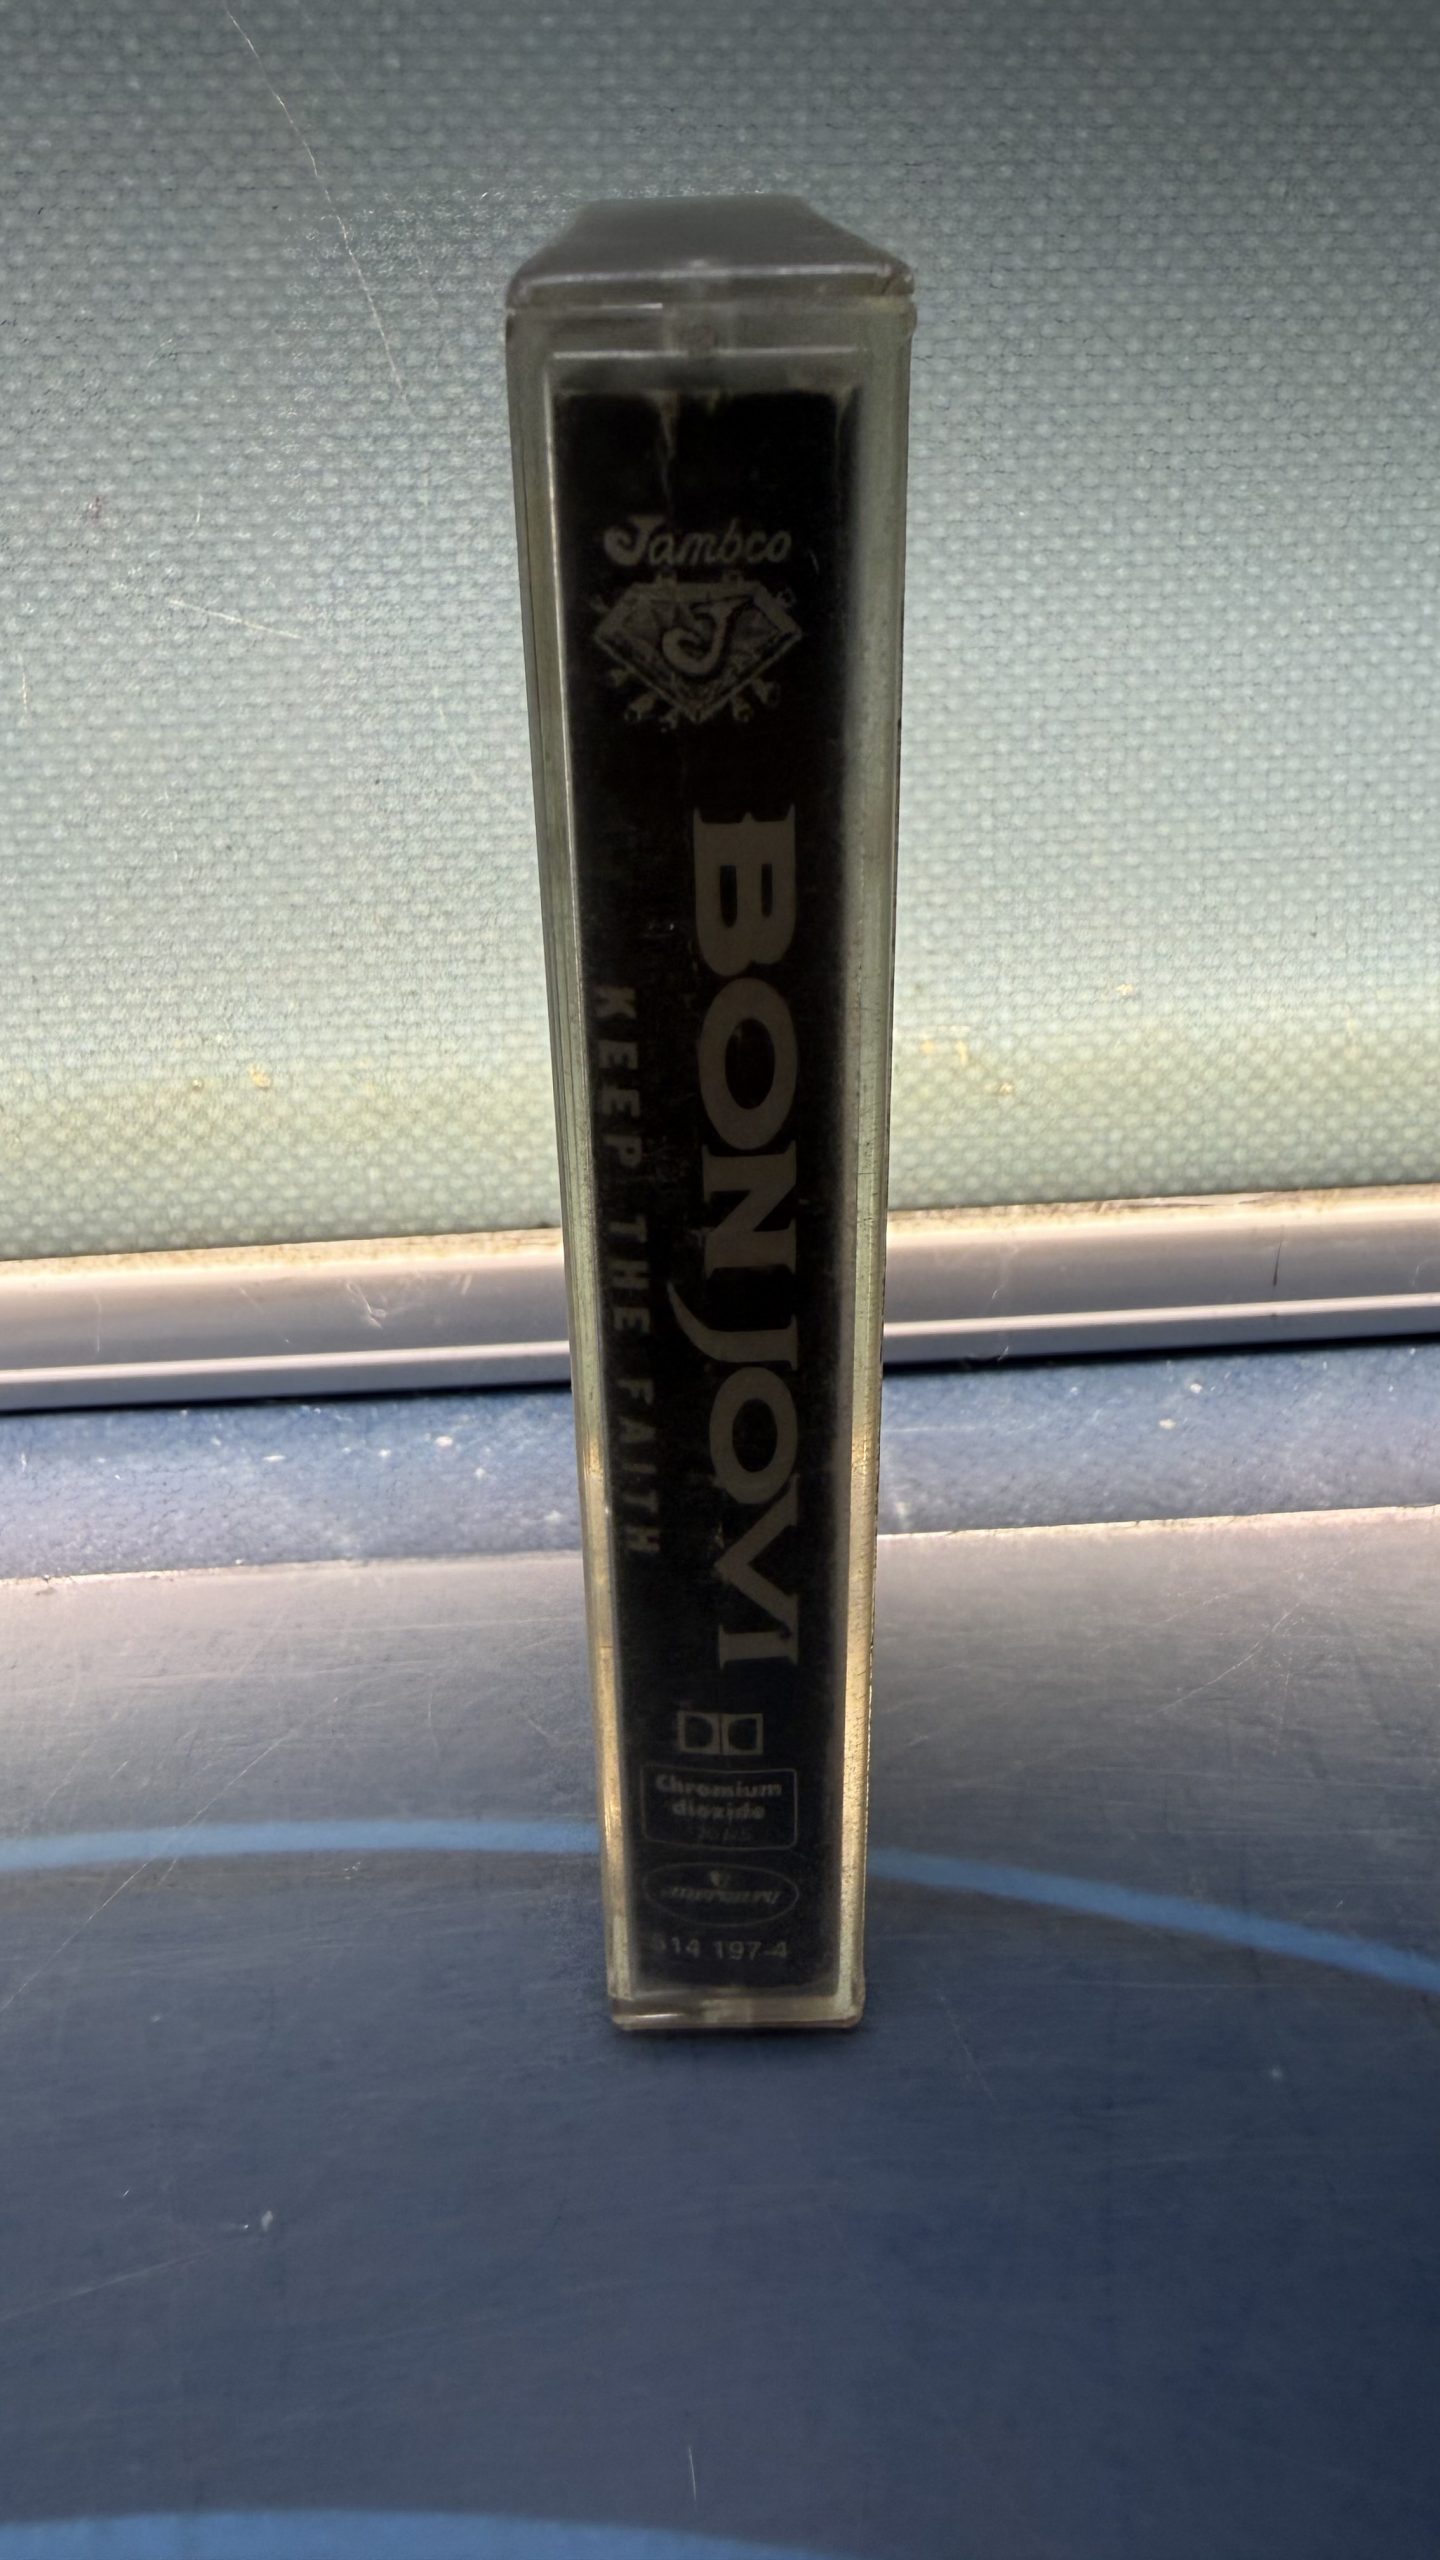 Jambco
J
BON JOVI
KEEP THE FAITH
Chromium
dioxide
514 197-4